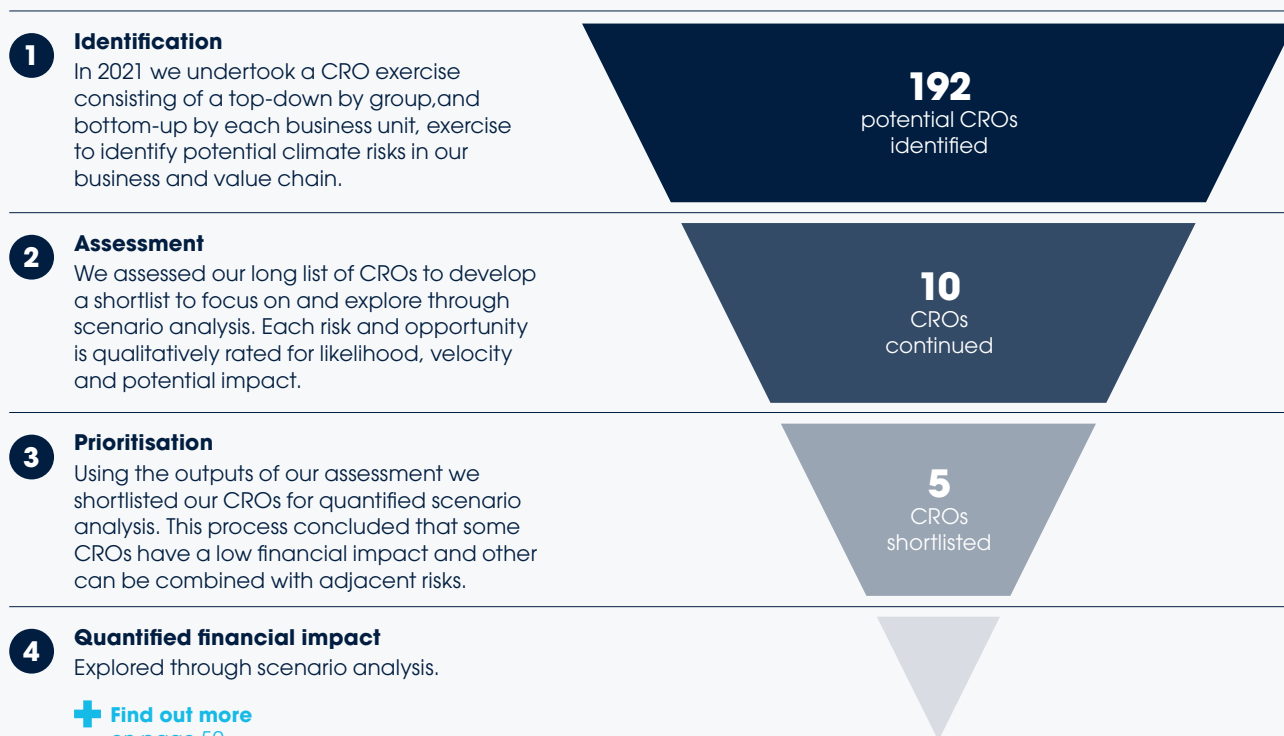 1
Identification
In 2021 we undertook a CRO exercise
consisting of a top-down by group,and
bottom-up by each business unit, exercise
to identify potential climate risks in our
business and value chain.
192
potential CROs
identified
2
Assessment
We assessed our long list of CROs to develop
a shortlist to focus on and explore through
scenario analysis. Each risk and opportunity
is qualitatively rated for likelihood, velocity
and potential impact.
10
CROs
continued
3
Prioritisation
Using the outputs of our assessment we
shortlisted our CROs for quantified scenario
analysis. This process concluded that some
CROs have a low financial impact and other
can be combined with adjacent risks.
5
CROs
shortlisted
4
Quantified financial impact
Explored through scenario analysis.
Find out more
on page